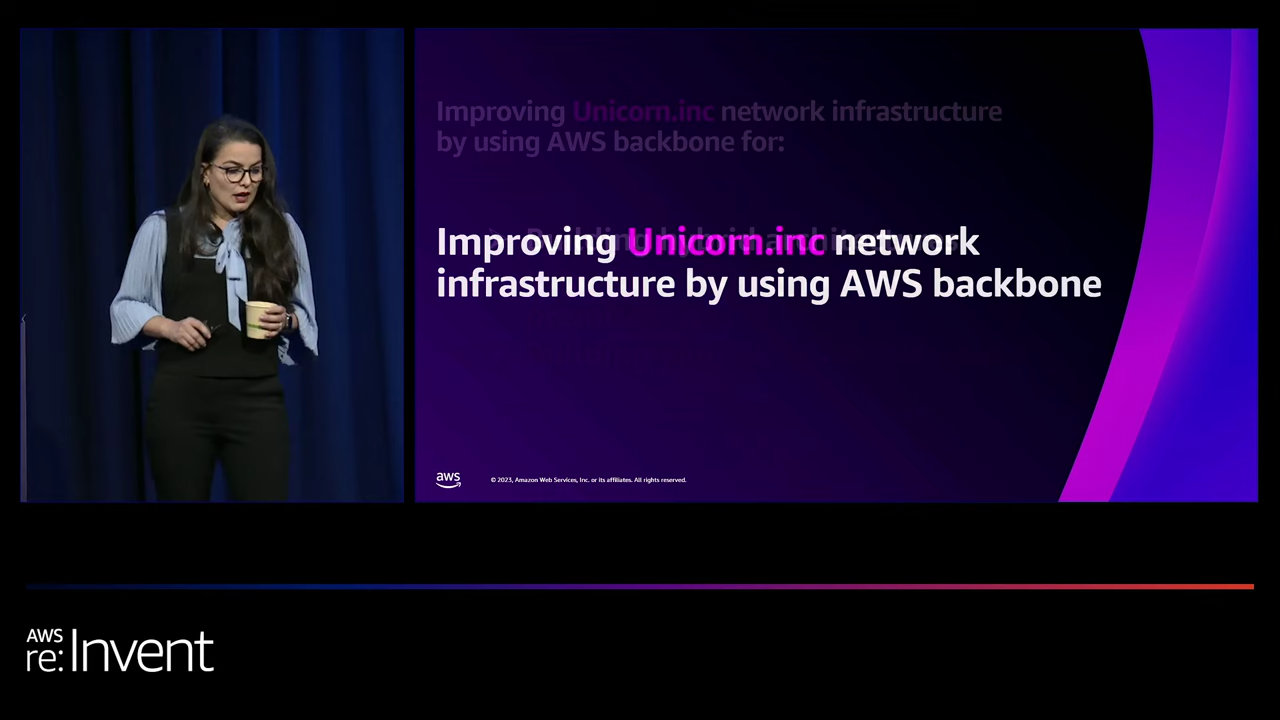 Improving Unicorn.inc network infrastructure
by using AWS backbone for:
Improving Unicorn.inc network
infrastructure by using AWS backbone
aws
© 2023, Amazon Web Services, Inc. or its affiliates. All rights reserved.
AWS
re:Invent